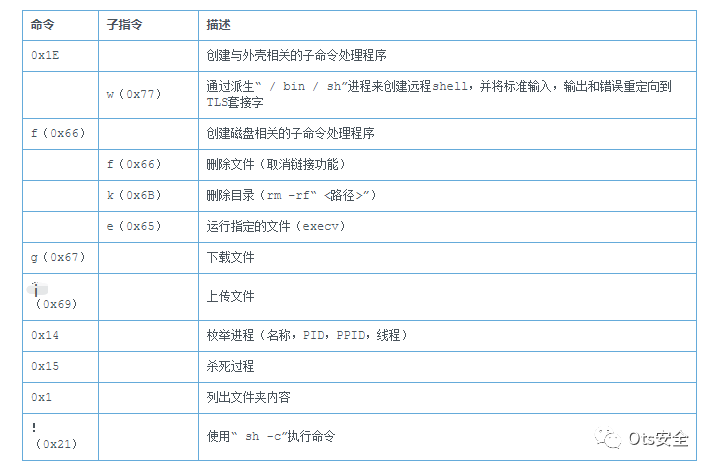 命令 子指令 描述
0x1E 创建与外壳相关的子命令处理程序
w（0x77） 通过派生“ / bin / sh”进程来创建远程shell，并将标准输入，输出和错误重定向到
TLS套接字
f（0x66） 创建磁盘相关的子命令处理程序
f（0x66） 删除文件（取消链接功能）
k（0x6B） 删除目录（rm -rf“ <路径>”）
e（0x65） 运行指定的文件（execv）
g（0x67） 下载文件
i
（0x69） 上传文件
0x14 枚举进程（名称，PID，PPID，线程）
0x15 杀死过程
0x1 列出文件夹内容
!
（0x21） 使用“ sh -c”执行命令
Ots安全